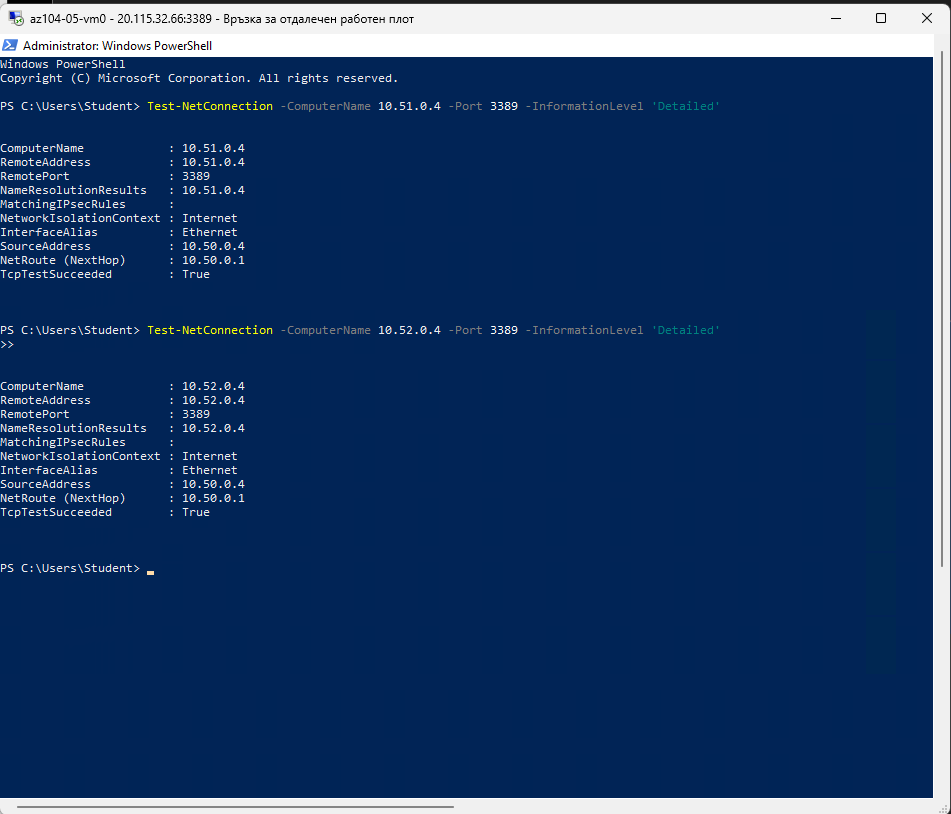 az104-05-vm0 - 20.115.32.66:3389 - Връзка за отдалечен работен плот
Administrator: Windows PowerShell
Windows PowerShell
Copyright (C) Microsoft Corporation. All rights reserved.
PS C:\Users\Student> Test-NetConnection -ComputerName 10.51.0.4 -Port 3389 -InformationLevel 'Detailed'
ComputerName : 10.51.0.4
RemoteAddress : 10.51.0.4
RemotePort : 3389
NameResolutionResults : 10.51.0.4
MatchingIPsecRules :
NetworkIsolationContext : Internet
InterfaceAlias : Ethernet
SourceAddress : 10.50.0.4
NetRoute (NextHop) : 10.50.0.1
TcpTestSucceeded : True
PS C:\Users\Student> Test-NetConnection -ComputerName 10.52.0.4 -Port 3389 -InformationLevel 'Detailed'
>>
ComputerName : 10.52.0.4
RemoteAddress : 10.52.0.4
RemotePort : 3389
NameResolutionResults : 10.52.0.4
MatchingIPsecRules :
NetworkIsolationContext : Internet
InterfaceAlias : Ethernet
SourceAddress : 10.50.0.4
NetRoute (NextHop) : 10.50.0.1
TcpTestSucceeded : True
PS C:\Users\Student>